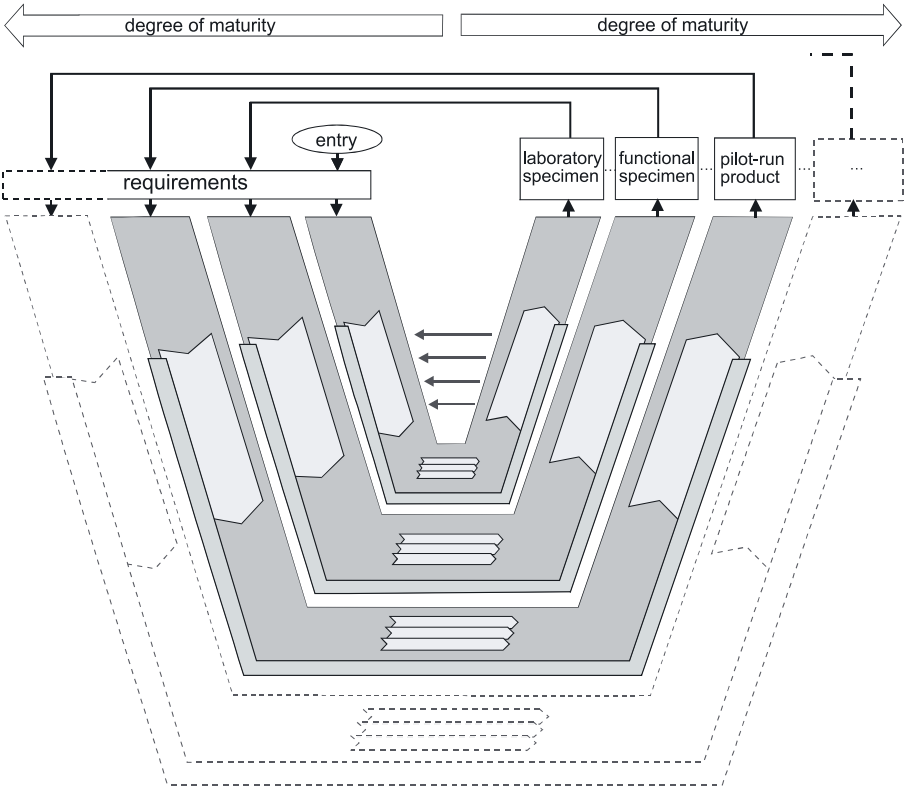 degree of maturity
degree of maturity
entry
requirements
laboratory
specimen
functional
specimen
pilot-run
product
...